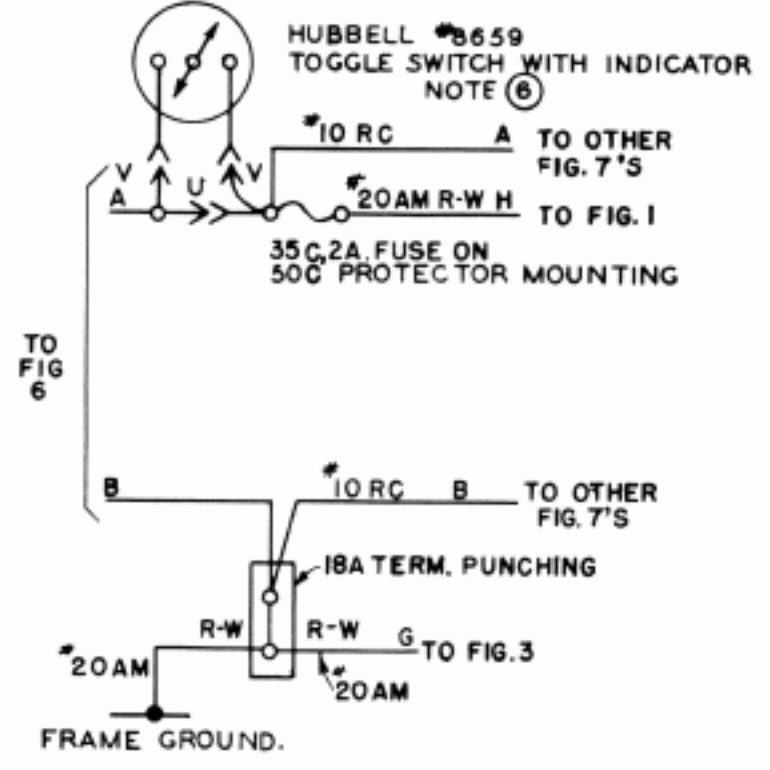 HUBBELL #8659
TOGGLE SWITCH WITH INDICATOR
NOTE 6
#10 RC A TO OTHER
FIG. 7'S
V V
A U
#20AM R-W H TO FIG. 1
35C, 2A. FUSE ON
50C PROTECTOR MOUNTING
TO
FIG
6
B
#10 RC B TO OTHER
FIG. 7'S
18A TERM. PUNCHING
R-W R-W G TO FIG. 3
#20AM
#20AM
FRAME GROUND.